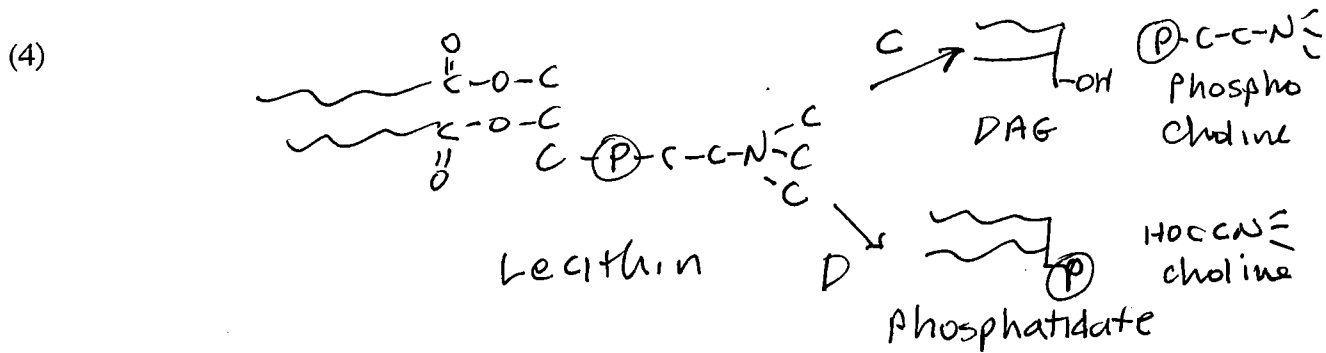 (4)
O
C-O-C
C-O-C
O
C-P-C-C-N
C
C
C
Lecithin
C
OH
DAG
P-C-C-N
Phospho
choline
D
P
Phosphatidate
HOCCN
choline